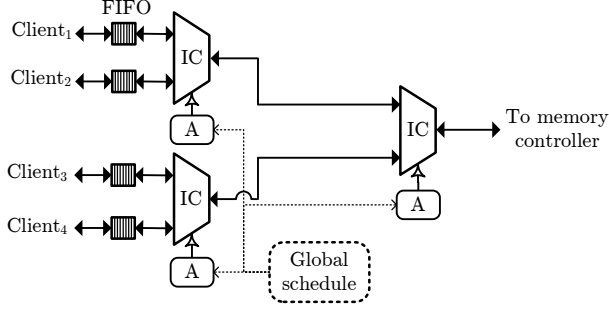 FIFO
Client₁
IC
Client₂
A
IC
To memory
controller
Client₃
IC
A
Client₄
Global
schedule
A